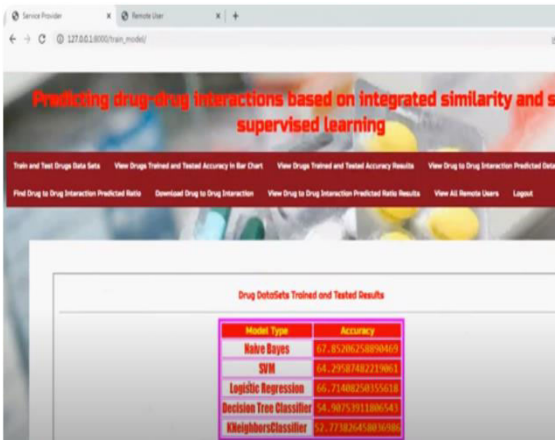 Service Provider
Remote User
127.0.0.1:8000/train_model/
Predicting drug-drug interactions based on integrated similarity and s
supervised learning
Train and Test Drugs Data Sets View Drugs Trained and Tested Accuracy In Bar Chart View Drugs Trained and Tested Accuracy Results View Drug to Drug Interaction Predicted Deta
Find Drug to Drug Interaction Predicted Ratio Download Drug to Drug Interaction View Drug to Drug Interaction Predicted Ratio Results View All Remote Users Logout
Drug DataSets Trained and Tested Results
Model Type Accuracy
Naive Bayes 67.85206258890469
SVM 64.29587482219061
Logistic Regression 66.71408250355618
Decision Tree Classifier 54.90753911806543
KNeighborsClassifier 52.773826458036986